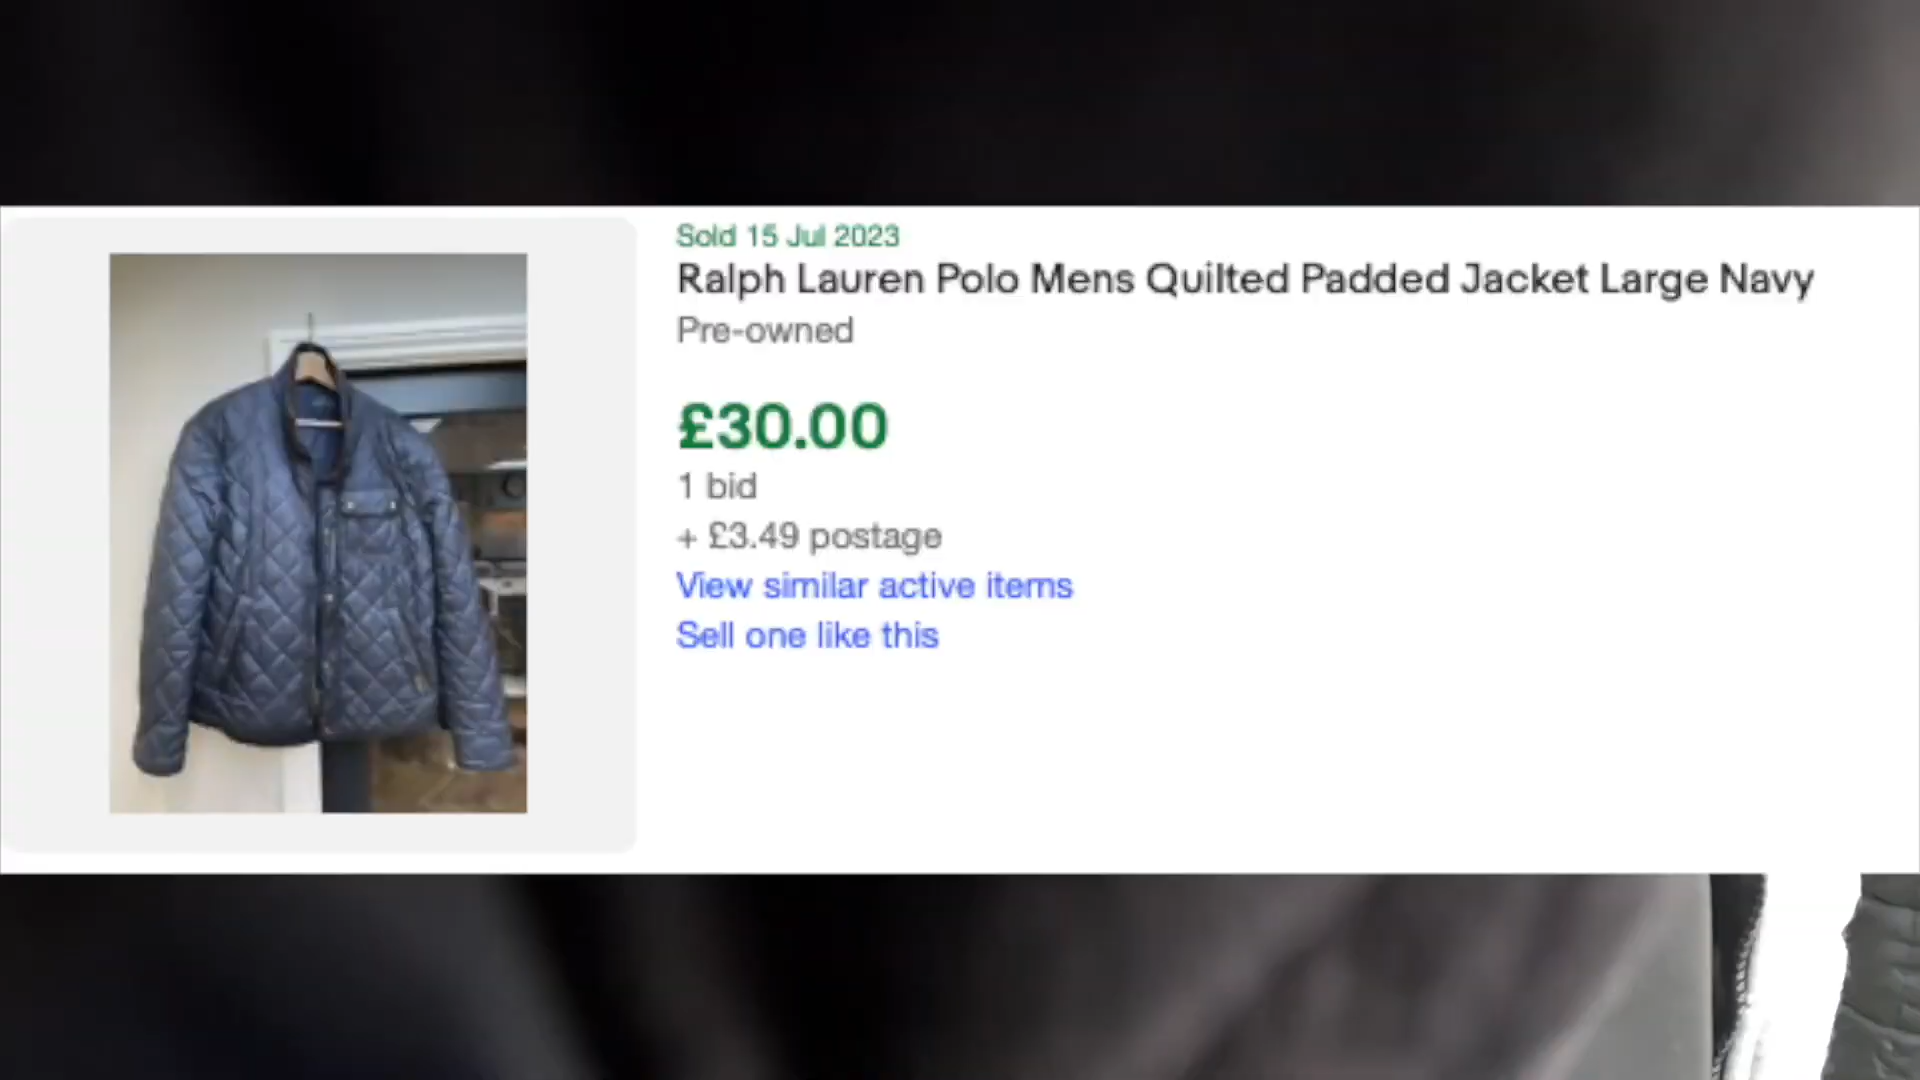 Sold 15 Jul 2023
Ralph Lauren Polo Mens Quilted Padded Jacket Large Navy
Pre-owned
£30.00
1 bid
+ £3.49 postage
View similar active items
Sell one like this